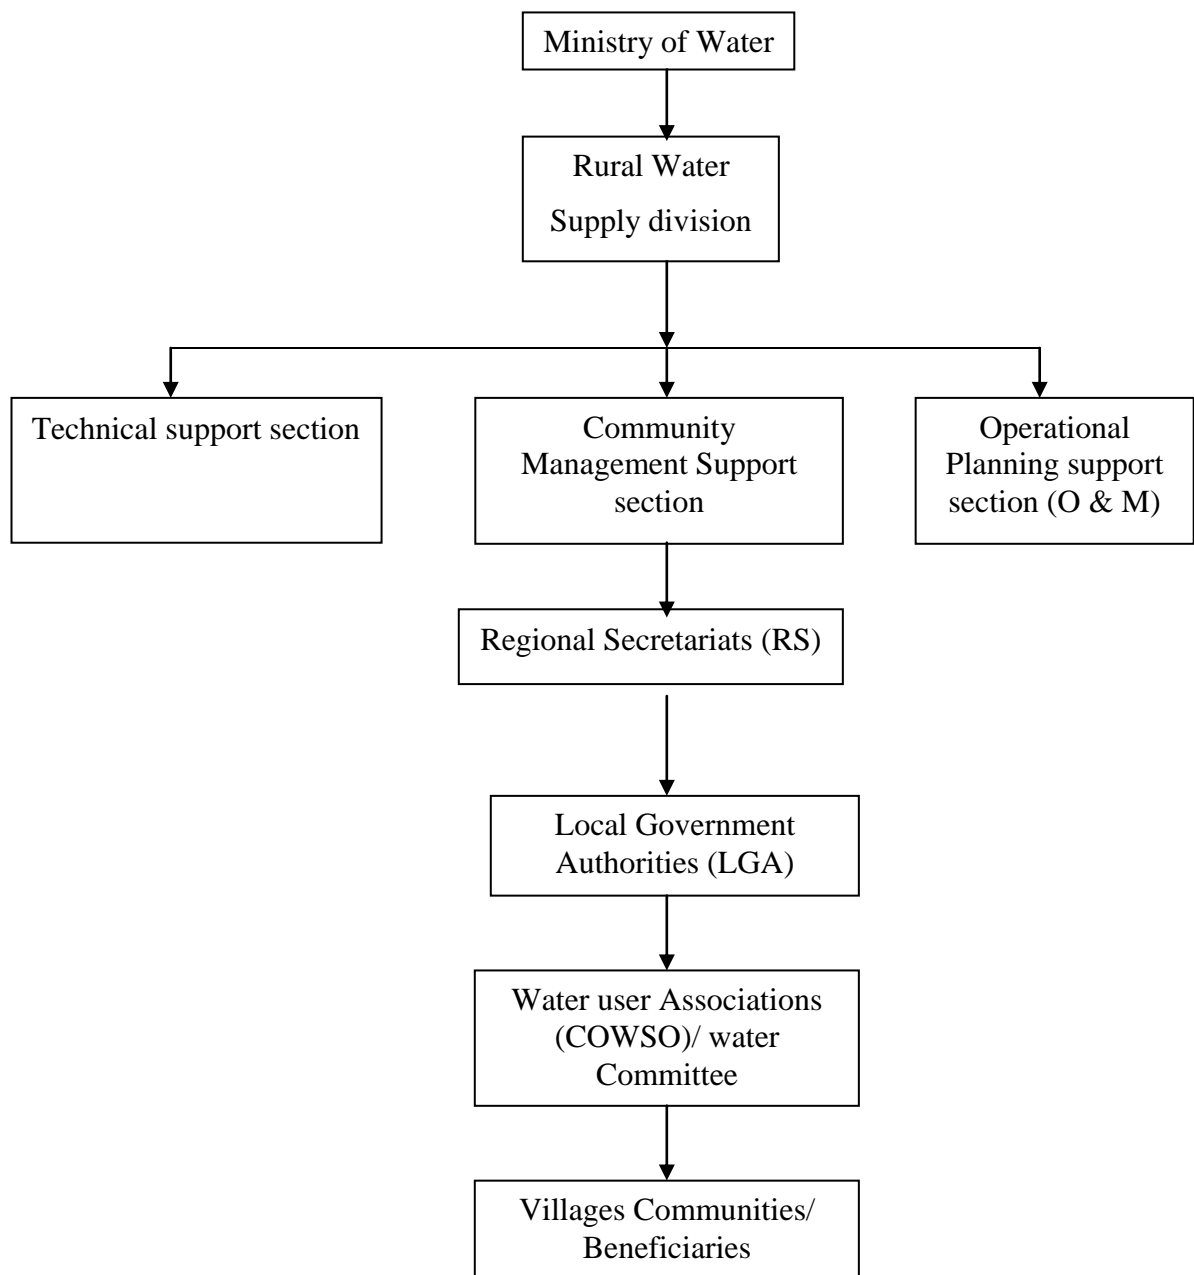 Ministry of Water
Rural Water
Supply division
Technical support section
Community
Management Support
section
Operational
Planning support
section (O & M)
Regional Secretariats (RS)
Local Government
Authorities (LGA)
Water user Associations
(COWSO)/ water
Committee
Villages Communities/
Beneficiaries